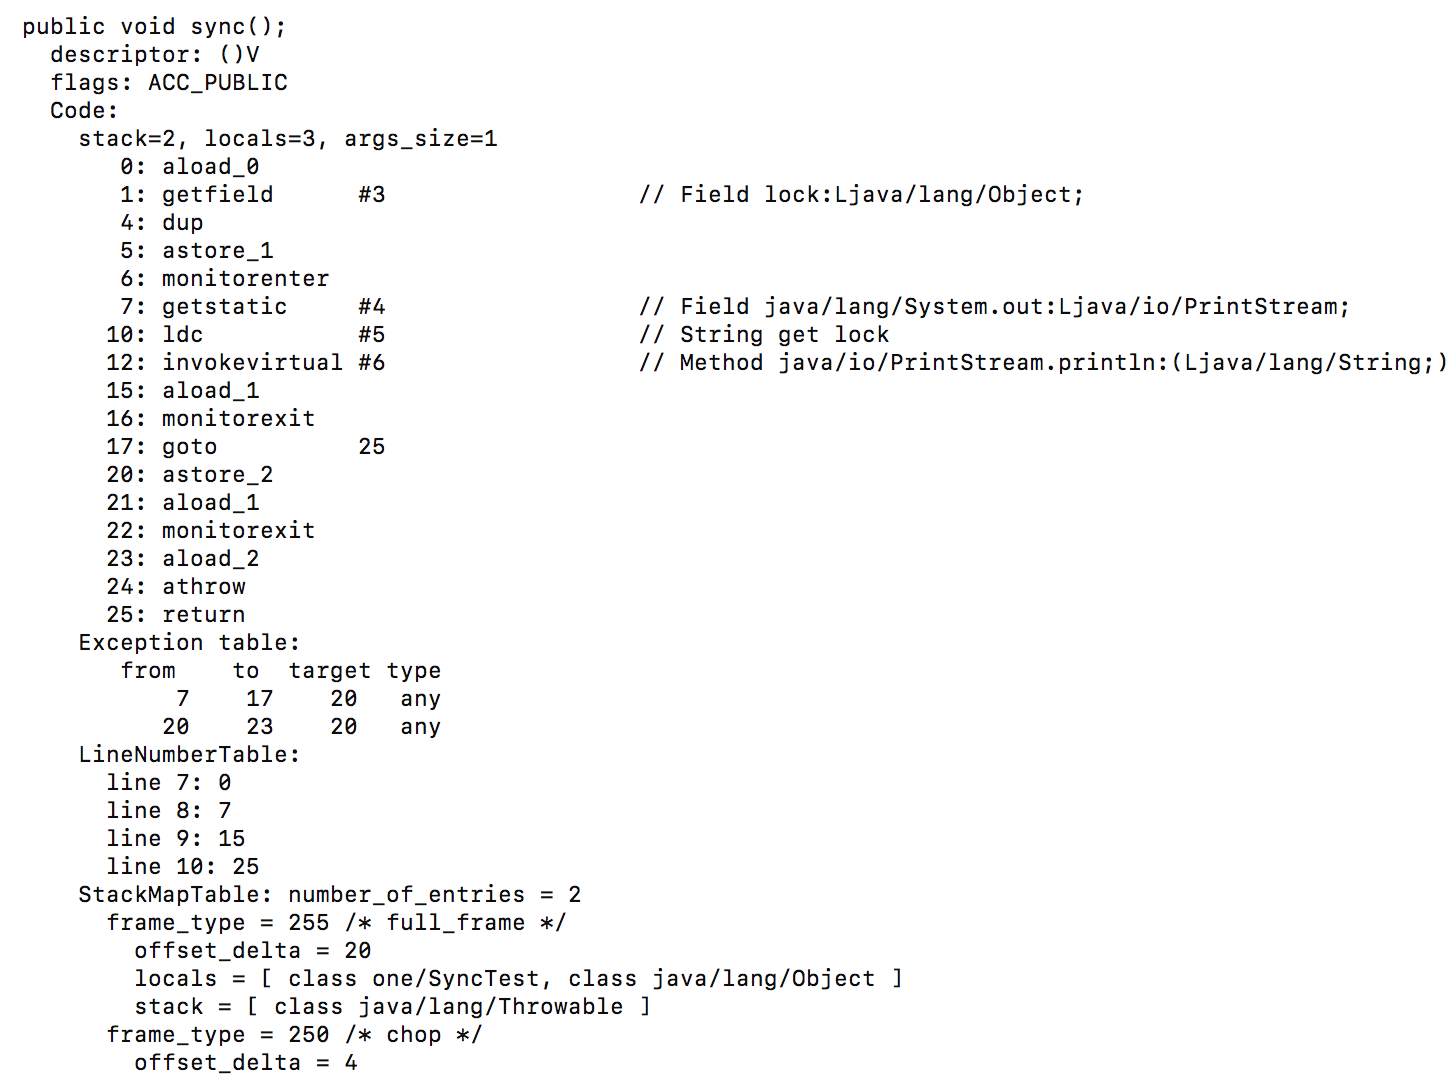 public void sync();
  descriptor: ()V
  flags: ACC_PUBLIC
  Code:
    stack=2, locals=3, args_size=1
       0: aload_0
       1: getfield      #3                  // Field lock:Ljava/lang/Object;
       4: dup
       5: astore_1
       6: monitorenter
       7: getstatic     #4                  // Field java/lang/System.out:Ljava/io/PrintStream;
      10: ldc           #5                  // String get lock
      12: invokevirtual #6                  // Method java/io/PrintStream.println:(Ljava/lang/String;)
      15: aload_1
      16: monitorexit
      17: goto          25
      20: astore_2
      21: aload_1
      22: monitorexit
      23: aload_2
      24: athrow
      25: return
    Exception table:
       from    to  target type
           7    17    20   any
          20    23    20   any
    LineNumberTable:
      line 7: 0
      line 8: 7
      line 9: 15
      line 10: 25
    StackMapTable: number_of_entries = 2
      frame_type = 255 /* full_frame */
        offset_delta = 20
        locals = [ class one/SyncTest, class java/lang/Object ]
        stack = [ class java/lang/Throwable ]
      frame_type = 250 /* chop */
        offset_delta = 4